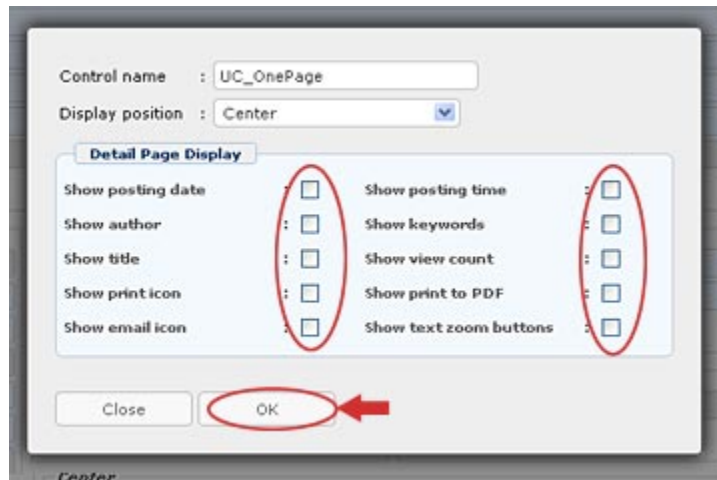 Control name : UC_OnePage
Display position : Center
Detail Page Display
Show posting date : Show posting time :
Show author : Show keywords :
Show title : Show view count :
Show print icon : Show print to PDF :
Show email icon : Show text zoom buttons :
Close OK
Center